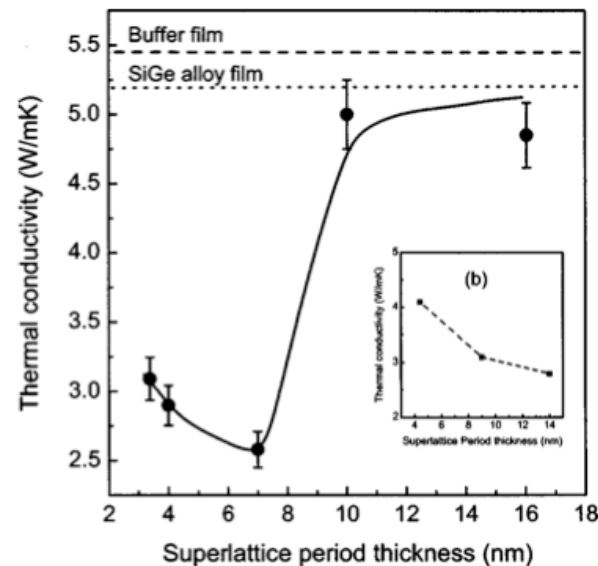 Buffer film
SiGe alloy film
5.5
5.0
4.5
4.0
3.5
3.0
2.5
Thermal conductivity (W/mK)
2 4 6 8 10 12 14 16 18
Superlattice period thickness (nm)
(b)
5
4
3
2
Thermal conductivity (W/mK)
4 6 8 10 12 14
Superlattice Period thickness (nm)